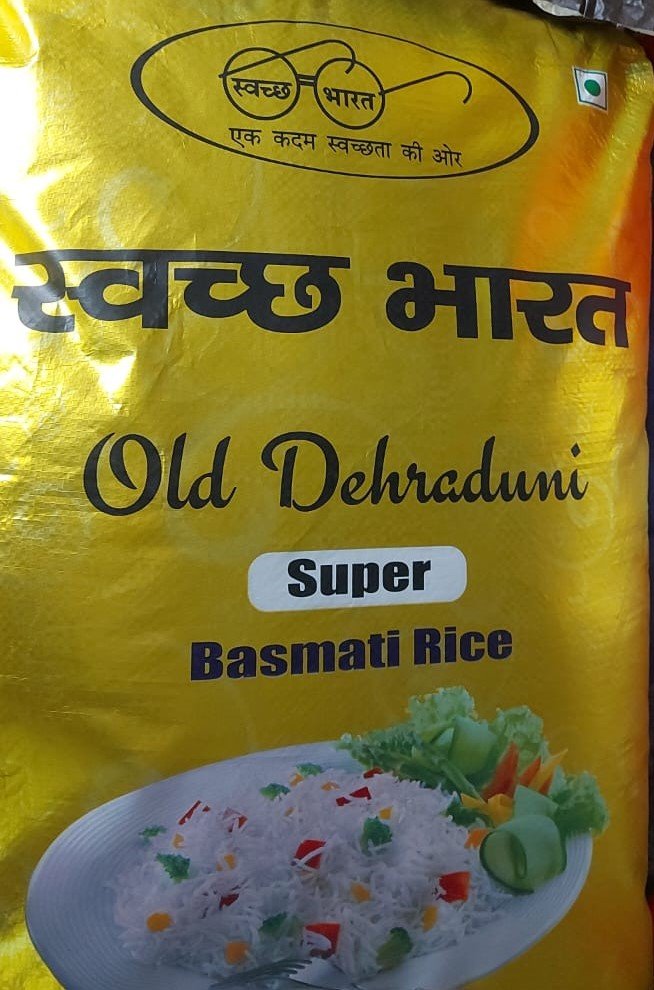 स्वच्छ भारत
एक कदम स्वच्छता की ओर
स्वच्छ भारत
Old Dehraduni
Super
Basmati Rice